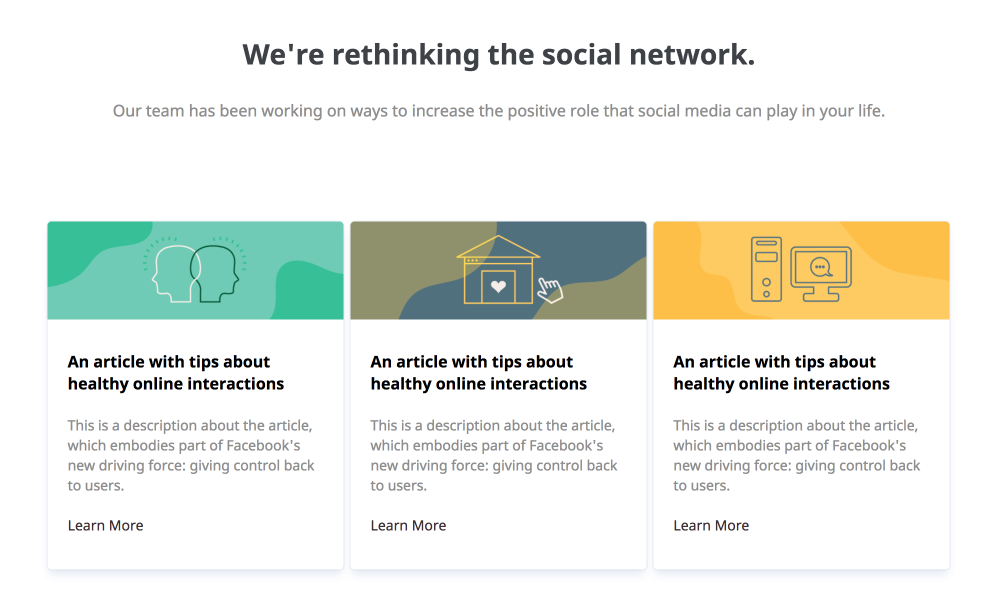 We're rethinking the social network.
Our team has been working on ways to increase the positive role that social media can play in your life.
An article with tips about
healthy online interactions
This is a description about the article,
which embodies part of Facebook's
new driving force: giving control back
to users.
Learn More
An article with tips about
healthy online interactions
This is a description about the article,
which embodies part of Facebook's
new driving force: giving control back
to users.
Learn More
An article with tips about
healthy online interactions
This is a description about the article,
which embodies part of Facebook's
new driving force: giving control back
to users.
Learn More